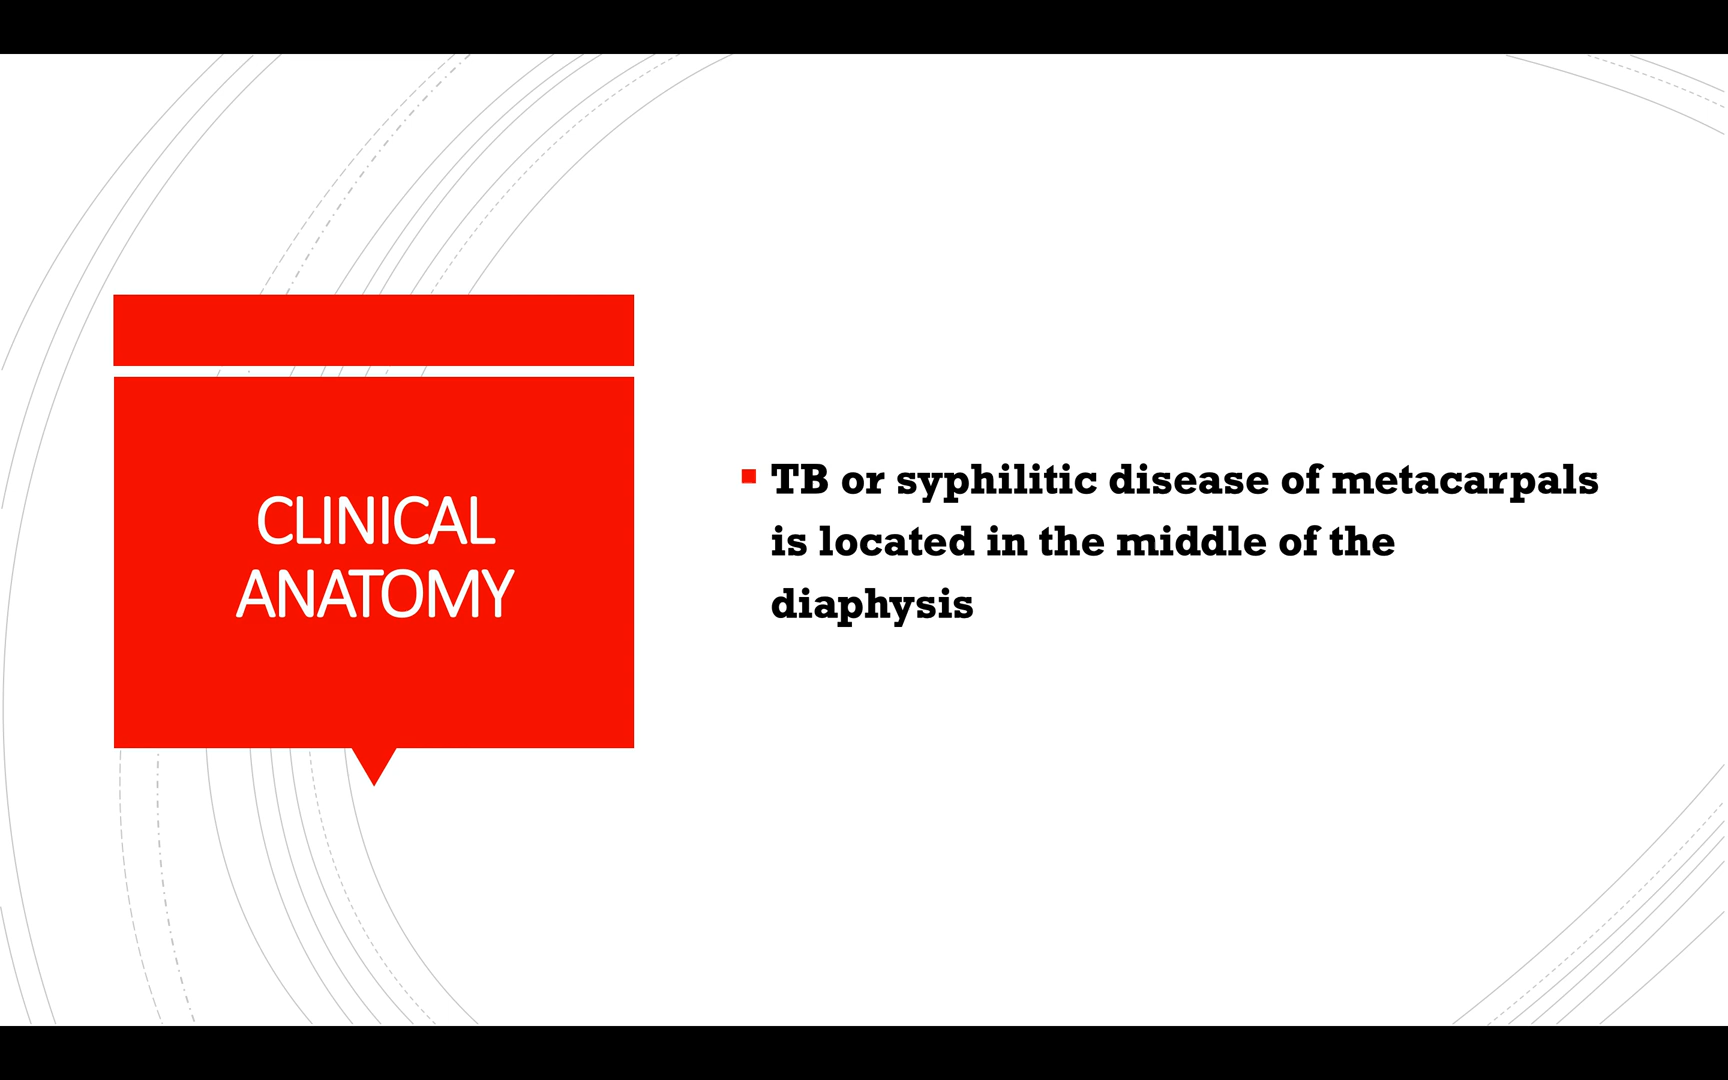 CLINICAL
ANATOMY
TB or syphilitic disease of metacarpals
is located in the middle of the
diaphysis